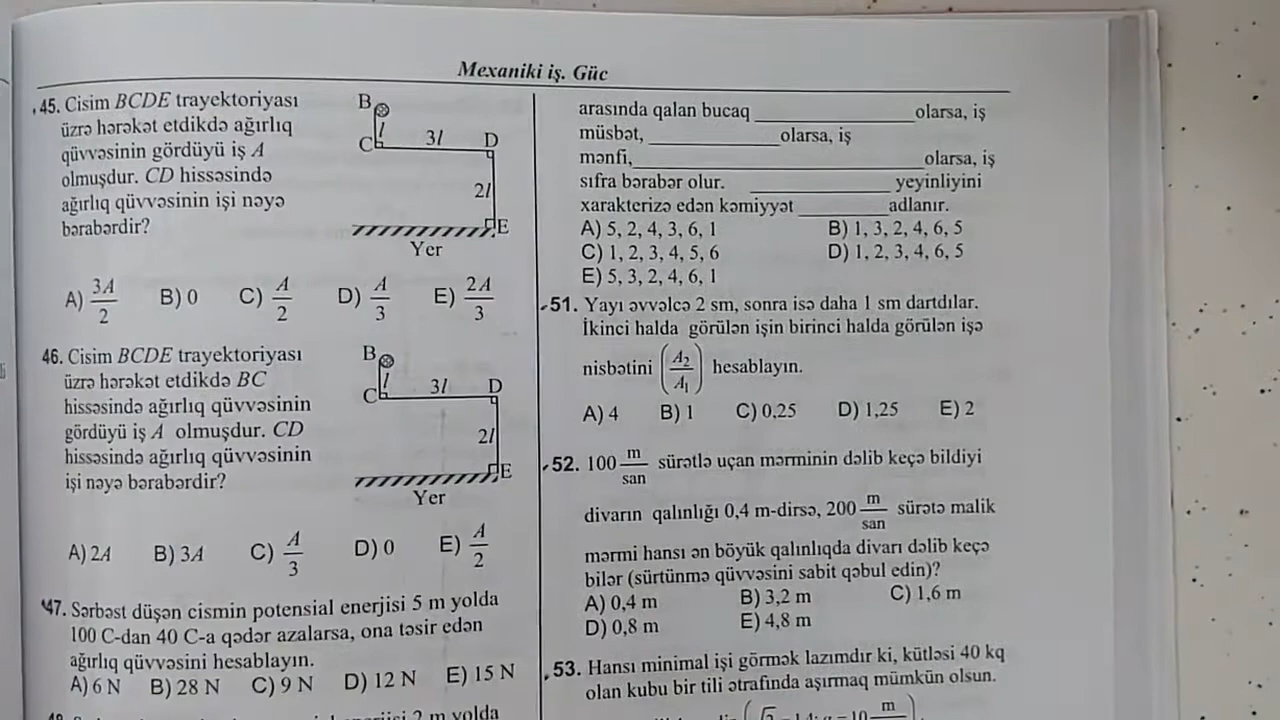 Mexaniki iş. Güc
45. Cisim BCDE trayektoriyası
üzrə hərəkət etdikdə ağırlıq
qüvvəsinin gördüyü iş A
olmuşdur. CD hissəsində
ağırlıq qüvvəsinin işi nəyə
bərabərdir?
B
l
C
3l
D
2l
E
Yer
A) 3A/2 B) 0 C) A/2 D) A/3 E) 2A/3
46. Cisim BCDE trayektoriyası
üzrə hərəkət etdikdə BC
hissəsində ağırlıq qüvvəsinin
gördüyü iş A olmuşdur. CD
hissəsində ağırlıq qüvvəsinin
işi nəyə bərabərdir?
B
l
C
3l
D
2l
E
Yer
A) 2A B) 3A C) A/3 D) 0 E) A/2
47. Sərbəst düşən cismin potensial enerjisi 5 m yolda
100 C-dan 40 C-a qədər azalarsa, ona təsir edən
ağırlıq qüvvəsini hesablayın.
A) 6 N B) 28 N C) 9 N D) 12 N E) 15 N
2 m yolda
arasında qalan bucaq ____________ olarsa, iş
müsbət, ____________ olarsa, iş
mənfi, ____________ olarsa, iş
sıfra bərabər olur. ____________ yeyinliyini
xarakterizə edən kəmiyyət ________ adlanır.
A) 5, 2, 4, 3, 6, 1 B) 1, 3, 2, 4, 6, 5
C) 1, 2, 3, 4, 5, 6 D) 1, 2, 3, 4, 6, 5
E) 5, 3, 2, 4, 6, 1
51. Yayı əvvəlcə 2 sm, sonra isə daha 1 sm dartdılar.
İkinci halda görülən işin birinci halda görülən işə
nisbətini (A₂/A₁) hesablayın.
A) 4 B) 1 C) 0,25 D) 1,25 E) 2
52. 100 m/san sürətlə uçan mərminin dəlib keçə bildiyi
divarın qalınlığı 0,4 m-dirsə, 200 m/san sürətə malik
mərmi hansı ən böyük qalınlıqda divarı dəlib keçə
bilər (sürtünmə qüvvəsini sabit qəbul edin)?
A) 0,4 m B) 3,2 m C) 1,6 m
D) 0,8 m E) 4,8 m
53. Hansı minimal işi görmək lazımdır ki, kütləsi 40 kq
olan kubu bir tili ətrafında aşırmaq mümkün olsun.